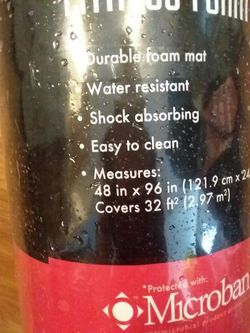 • Durable foam mat
• Water resistant
• Shock absorbing
• Easy to clean
• Measures:
48 in x 96 in (121.9 cm x 24
Covers 32 ft² (2.97 m²)
"Protected with:
Microban